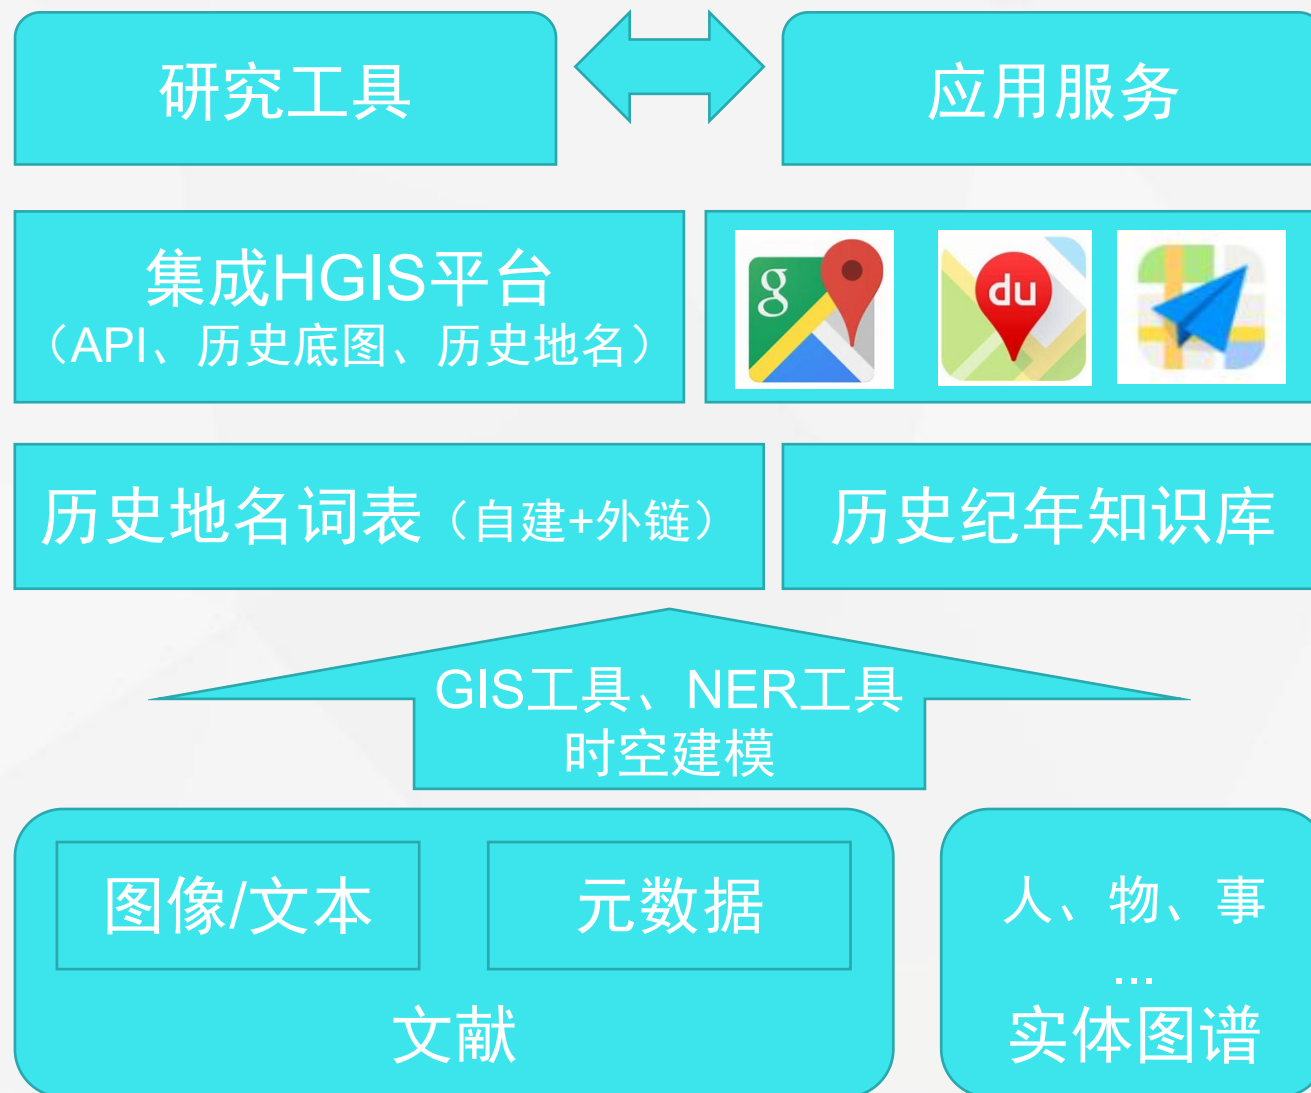 研究工具
应用服务
集成HGIS平台
（API、历史底图、历史地名）
g
du
历史地名词表（自建+外链）
历史纪年知识库
GIS工具、NER工具
时空建模
图像/文本
元数据
文献
人、物、事
...
实体图谱